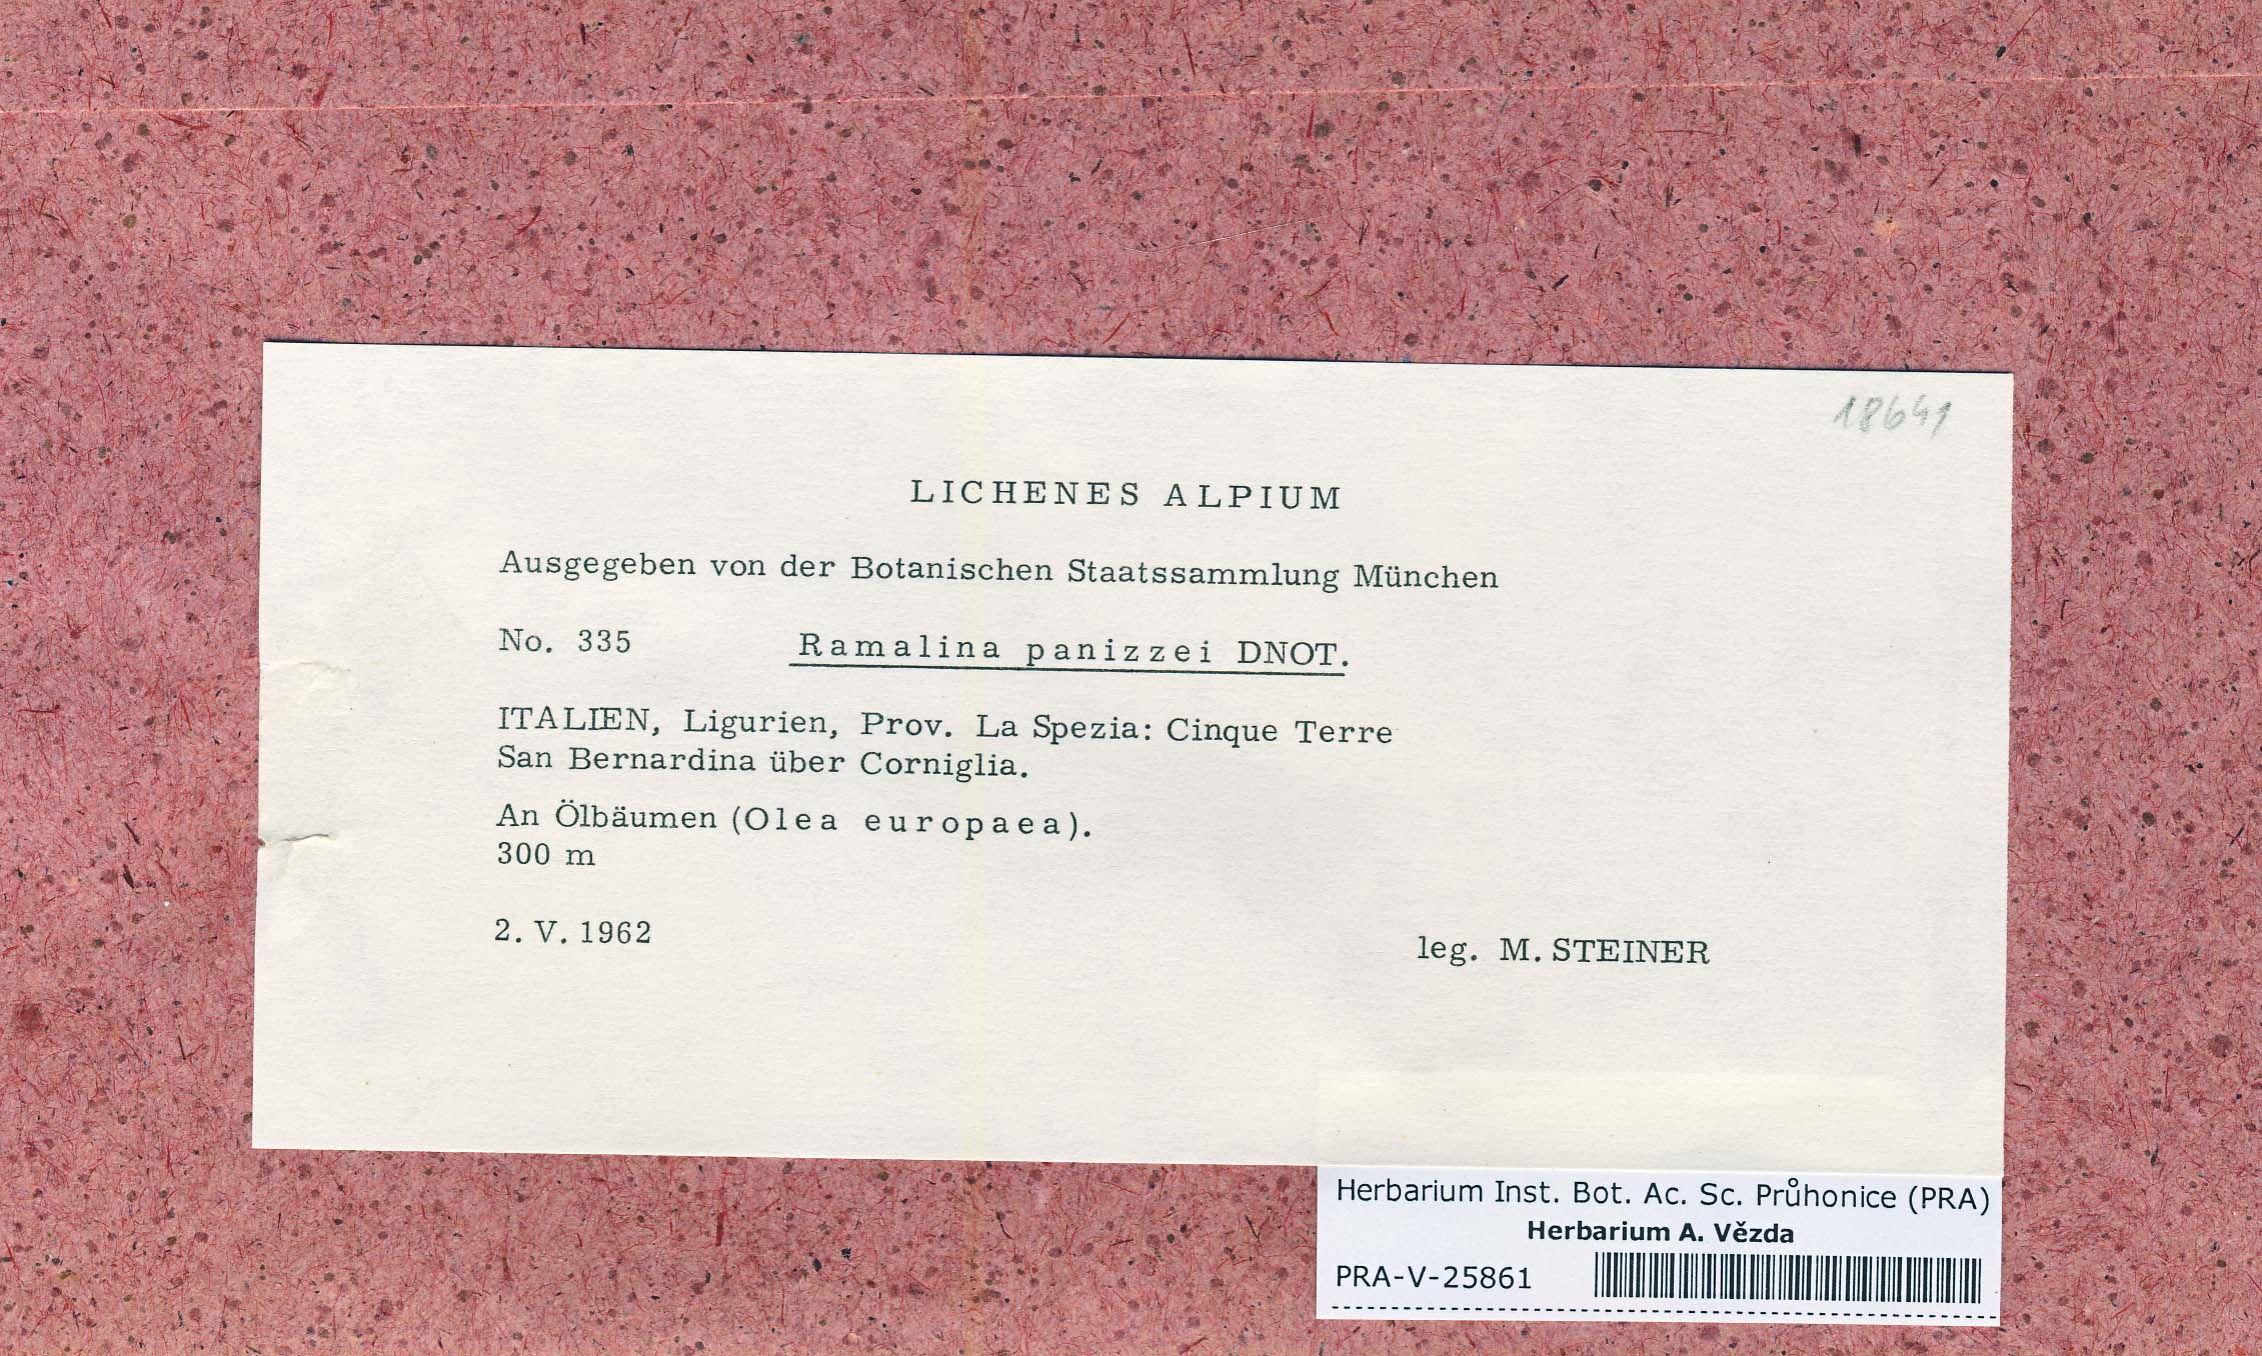 18641
LICHENES ALPIUM
Ausgegeben von der Botanischen Staatssammlung München
No. 335 Ramalina panizzei DNOT.
ITALIEN, Ligurien, Prov. La Spezia: Cinque Terre
San Bernardina über Corniglia.
An Ölbäumen (Olea europaea).
300 m
2. V. 1962
leg. M. STEINER
Herbarium Inst. Bot. Ac. Sc. Průhonice (PRA)
Herbarium A. Vězda
PRA-V-25861